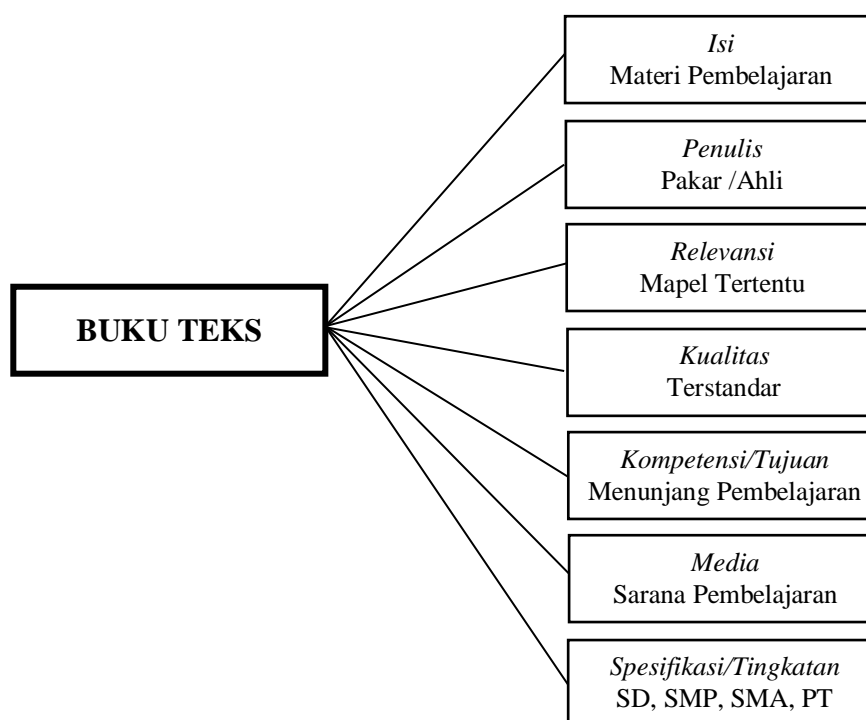 Isi
Materi Pembelajaran
Penulis
Pakar /Ahli
Relevansi
Mapel Tertentu
BUKU TEKS
Kualitas
Terstandar
Kompetensi/Tujuan
Menunjang Pembelajaran
Media
Sarana Pembelajaran
Spesifikasi/Tingkatan
SD, SMP, SMA, PT